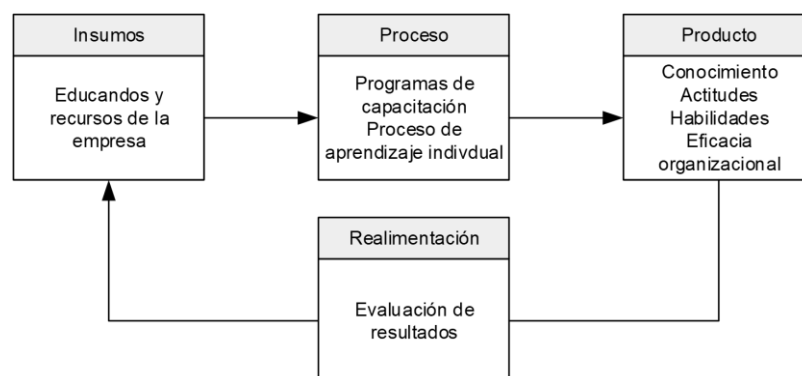 Insumos
Educandos y
recursos de la
empresa
Proceso
Programas de
capacitación
Proceso de
aprendizaje indivdual
Producto
Conocimiento
Actitudes
Habilidades
Eficacia
organizacional
Realimentación
Evaluación de
resultados